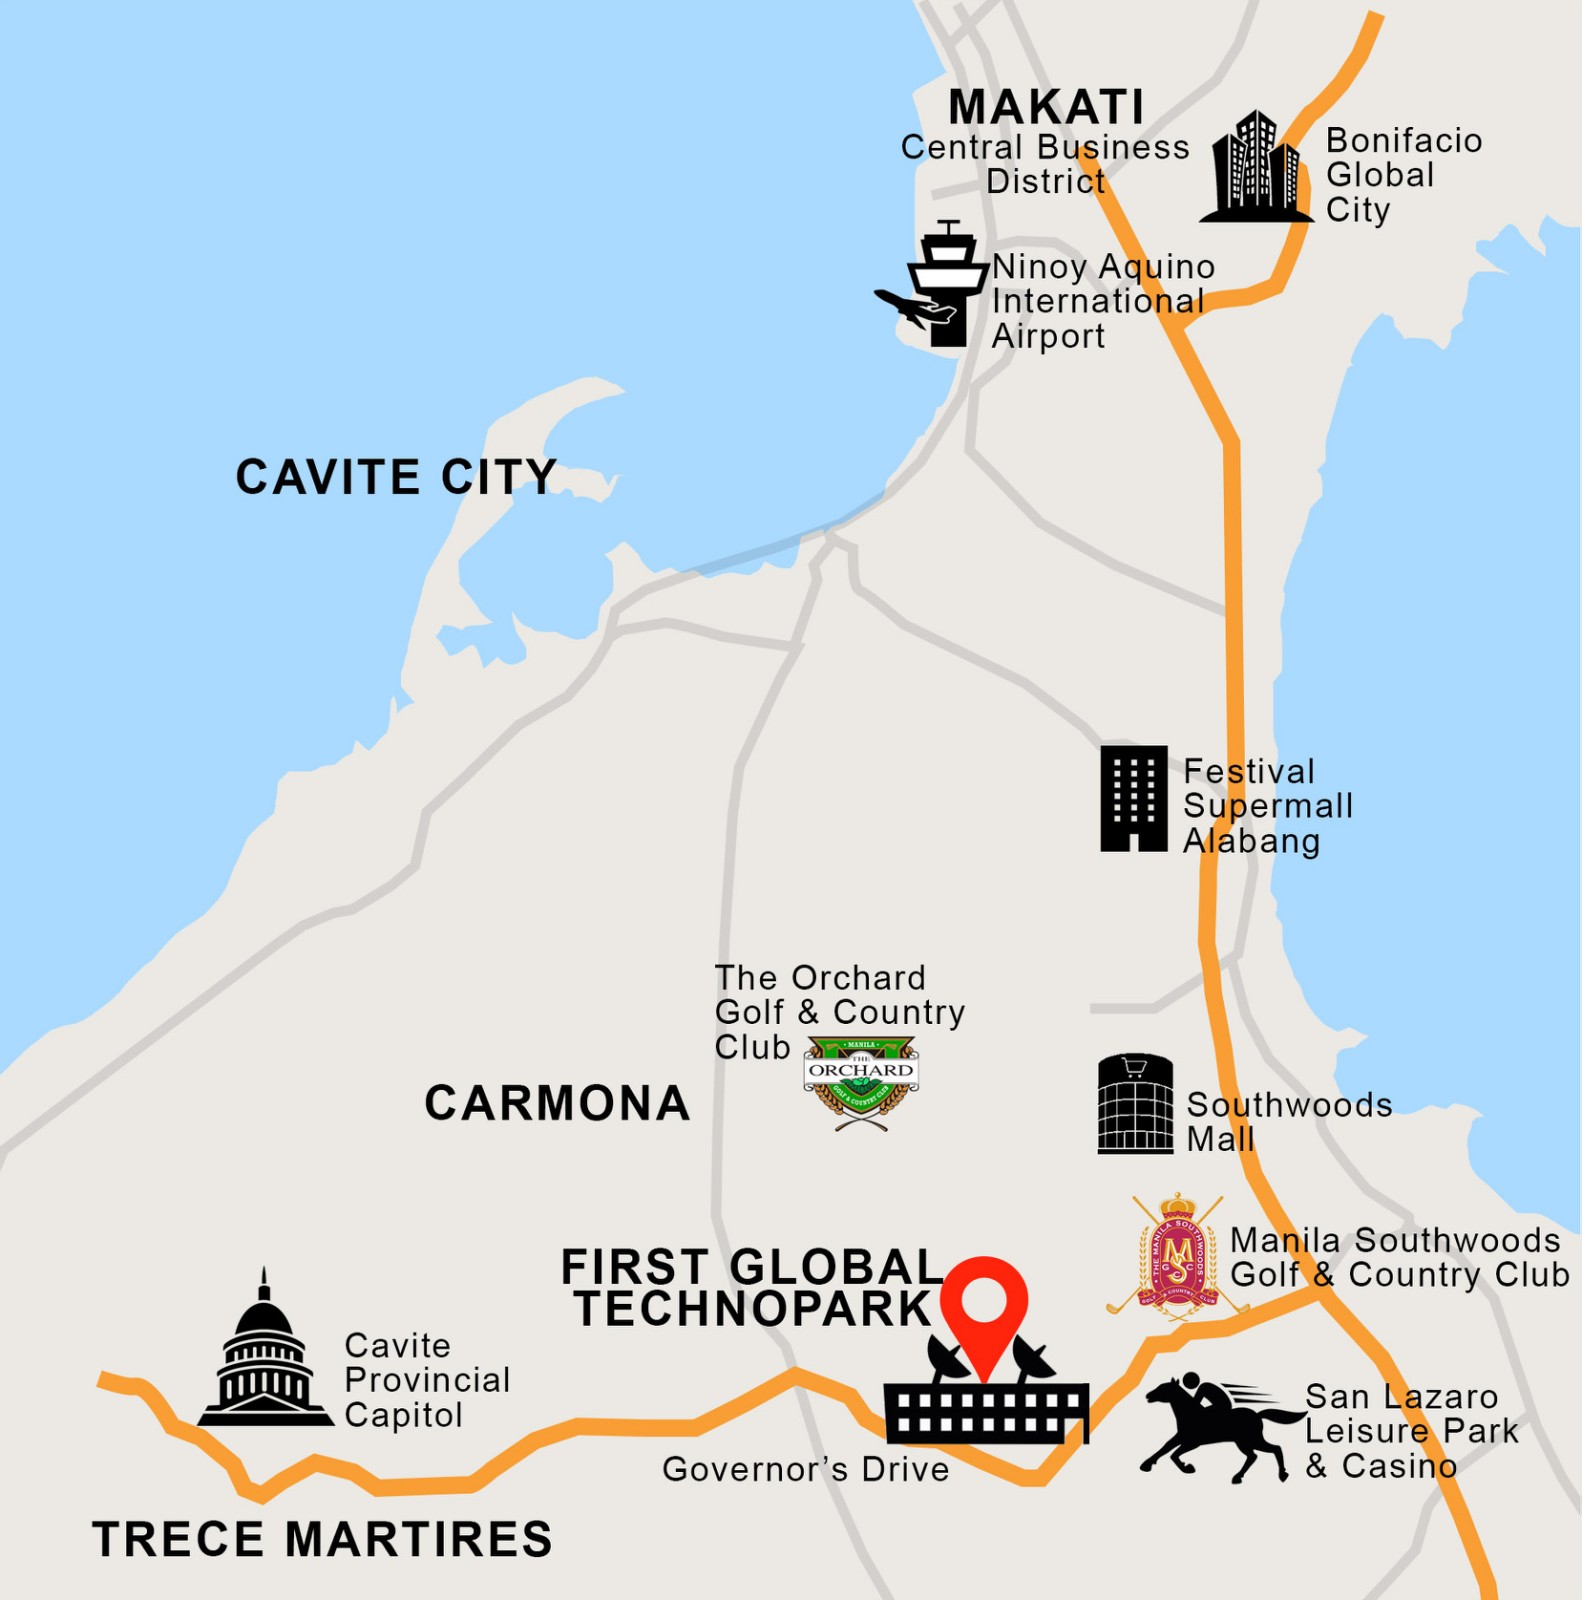 MAKATI
Central Business
District
Bonifacio
Global
City
Ninoy Aquino
International
Airport
CAVITE CITY
Festival
Supermall
Alabang
The Orchard
Golf & Country
Club
• MANILA •
THE
ORCHARD
GOLF & COUNTRY CLUB
CARMONA
Southwoods
Mall
THE MANILA SOUTHWOODS
MS
G C
GOLF & COUNTRY CLUB
Manila Southwoods
Golf & Country Club
FIRST GLOBAL
TECHNOPARK
Cavite
Provincial
Capitol
San Lazaro
Leisure Park
& Casino
Governor's Drive
TRECE MARTIRES